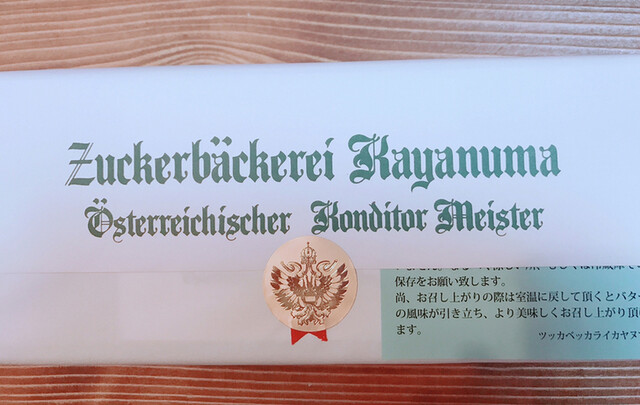 Zuckerbäckerei Kayanuma
Österreichischer Konditor Meister
保存をお願い致します。
尚、お召し上がりの際は室温に戻して頂くとバター
の風味が引き立ち、より美味しくお召し上がり頂け
ます。
ツッカベッカライカヤヌマ